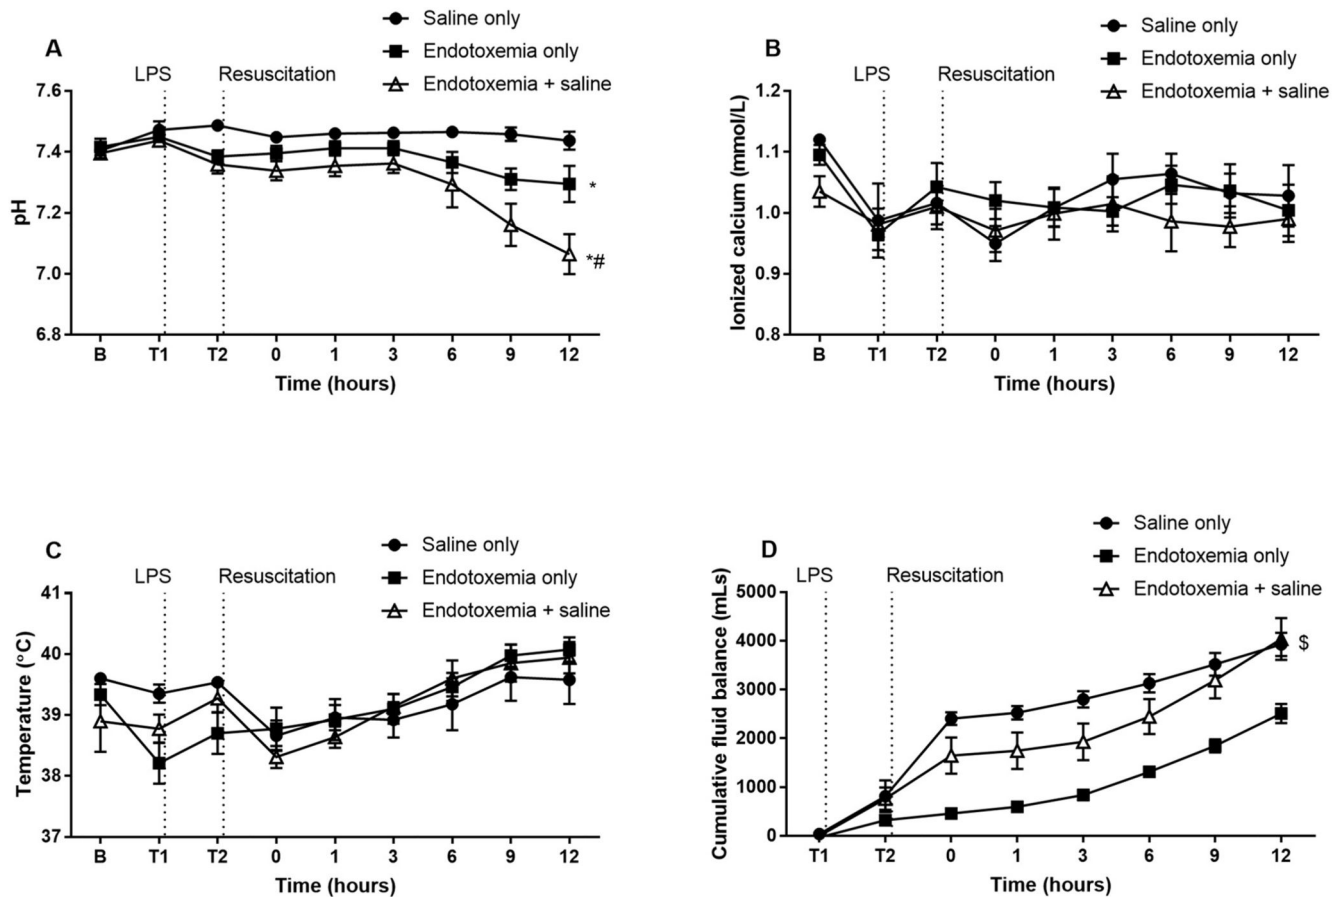 A
Saline only
Endotoxemia only
Endotoxemia + saline
LPS
Resuscitation
7.6
7.4
7.2
7.0
6.8
pH
*
*#
B T1 T2 0 1 3 6 9 12
Time (hours)
B
Saline only
Endotoxemia only
Endotoxemia + saline
LPS
Resuscitation
1.2
1.1
1.0
0.9
0.8
Ionized calcium (mmol/L)
B T1 T2 0 1 3 6 9 12
Time (hours)
C
Saline only
Endotoxemia only
Endotoxemia + saline
LPS
Resuscitation
41
40
39
38
37
Temperature (°C)
B T1 T2 0 1 3 6 9 12
Time (hours)
D
Saline only
Endotoxemia only
Endotoxemia + saline
LPS
Resuscitation
5000
4000
3000
2000
1000
0
Cumulative fluid balance (mLs)
$
T1 T2 0 1 3 6 9 12
Time (hours)